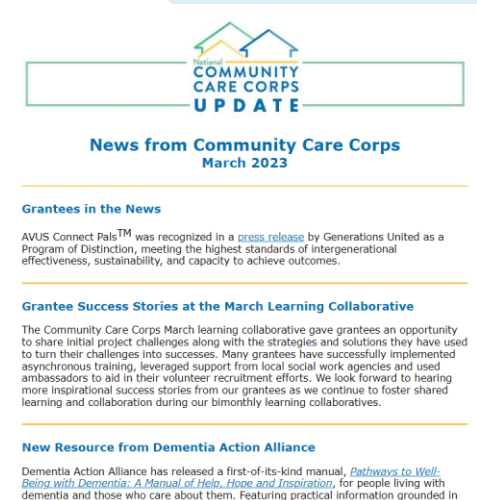 National
COMMUNITY
CARE CORPS
UPDATE
News from Community Care Corps
March 2023
Grantees in the News
AVUS Connect Pals™ was recognized in a press release by Generations United as a
Program of Distinction, meeting the highest standards of intergenerational
effectiveness, sustainability, and capacity to achieve outcomes.
Grantee Success Stories at the March Learning Collaborative
The Community Care Corps March learning collaborative gave grantees an opportunity
to share initial project challenges along with the strategies and solutions they have used
to turn their challenges into successes. Many grantees have successfully implemented
asynchronous training, leveraged support from local social work agencies and used
ambassadors to aid in their volunteer recruitment efforts. We look forward to hearing
more inspirational success stories from our grantees as we continue to foster shared
learning and collaboration during our bimonthly learning collaboratives.
New Resource from Dementia Action Alliance
Dementia Action Alliance has released a first-of-its-kind manual, Pathways to Well-
Being with Dementia: A Manual of Help, Hope and Inspiration, for people living with
dementia and those who care about them. Featuring practical information grounded in